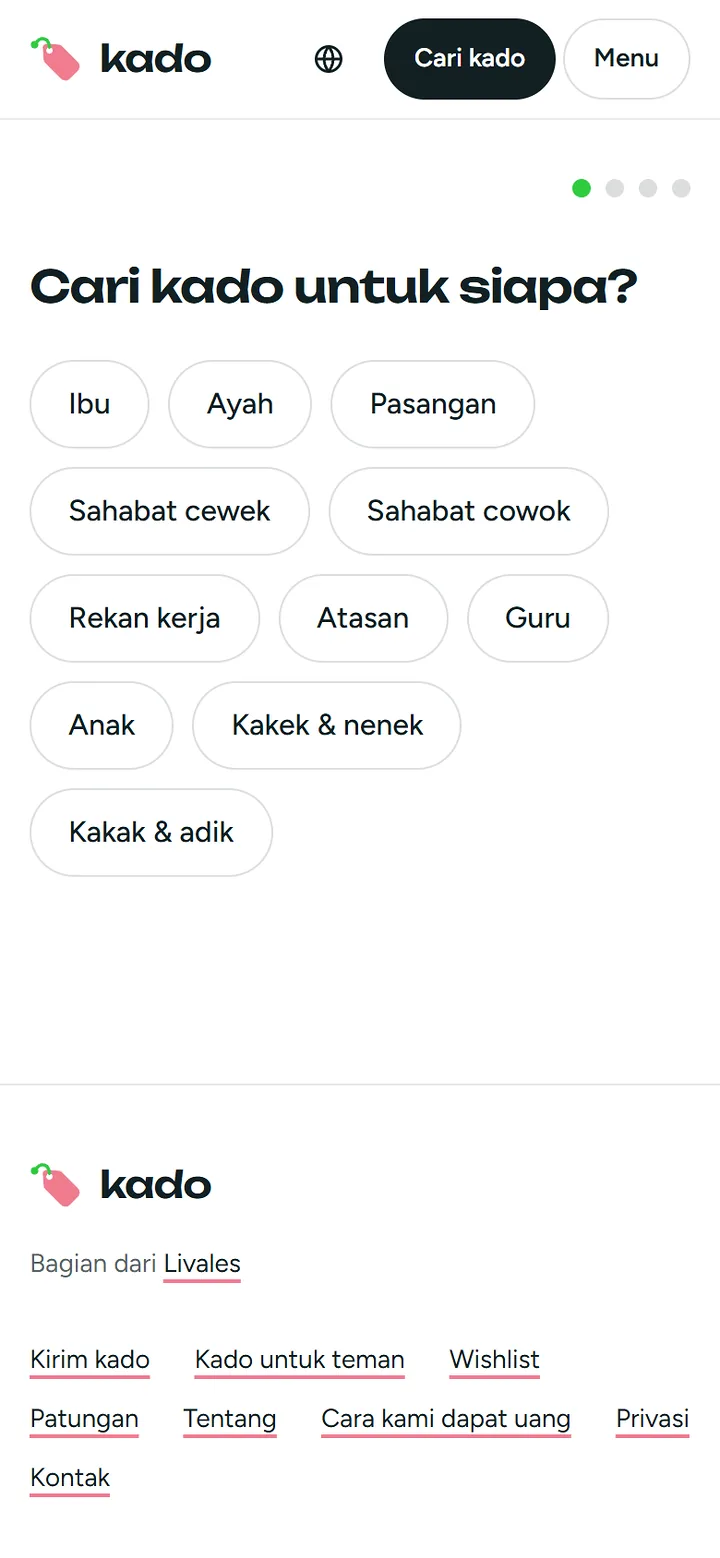 kado
Cari kado
Menu
Cari kado untuk siapa?
Ibu
Ayah
Pasangan
Sahabat cewek
Sahabat cowok
Rekan kerja
Atasan
Guru
Anak
Kakek & nenek
Kakak & adik
kado
Bagian dari Livales
Kirim kado
Kado untuk teman
Wishlist
Patungan
Tentang
Cara kami dapat uang
Privasi
Kontak